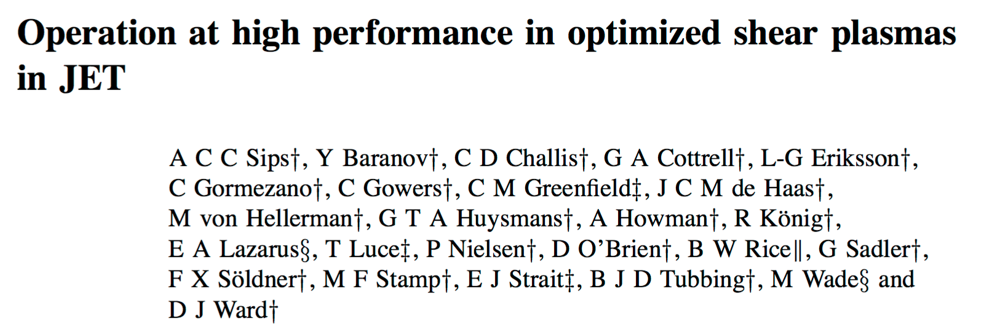 Operation at high performance in optimized shear plasmas
in JET
A C C Sips†, Y Baranov†, C D Challis†, G A Cottrell†, L-G Eriksson†,
C Gormezano†, C Gowers†, C M Greenfield‡, J C M de Haas†,
M von Hellerman†, G T A Huysmans†, A Howman†, R König†,
E A Lazarus§, T Luce‡, P Nielsen†, D O’Brien†, B W Rice∥, G Sadler†,
F X Söldner†, M F Stamp†, E J Strait‡, B J D Tubbing†, M Wade§ and
D J Ward†